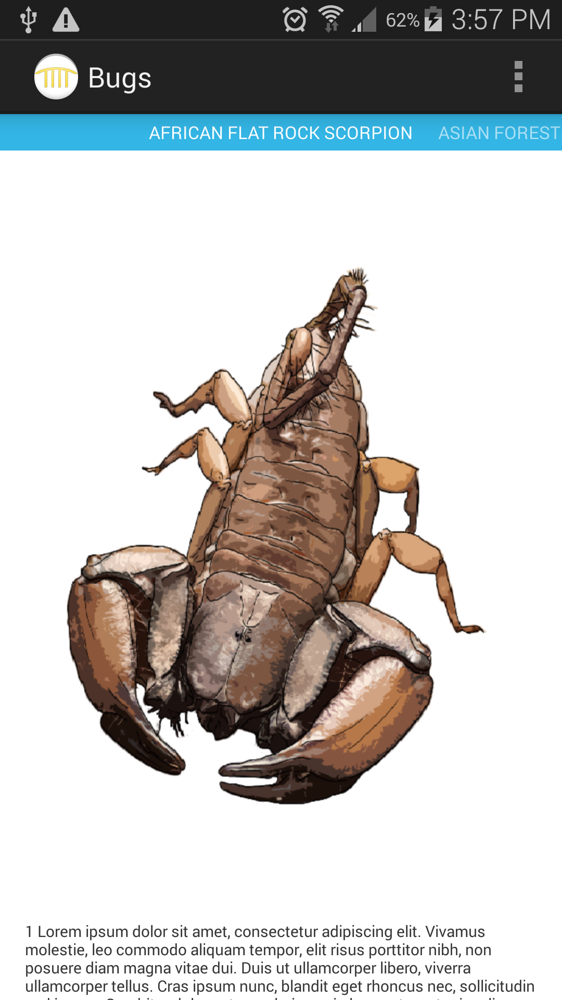 62% 3:57 PM
Bugs
AFRICAN FLAT ROCK SCORPION ASIAN FOREST
1 Lorem ipsum dolor sit amet, consectetur adipiscing elit. Vivamus
molestie, leo commodo aliquam tempor, elit risus porttitor nibh, non
posuere diam magna vitae dui. Duis ut ullamcorper libero, viverra
ullamcorper tellus. Cras ipsum nunc, blandit eget rhoncus nec, sollicitudin